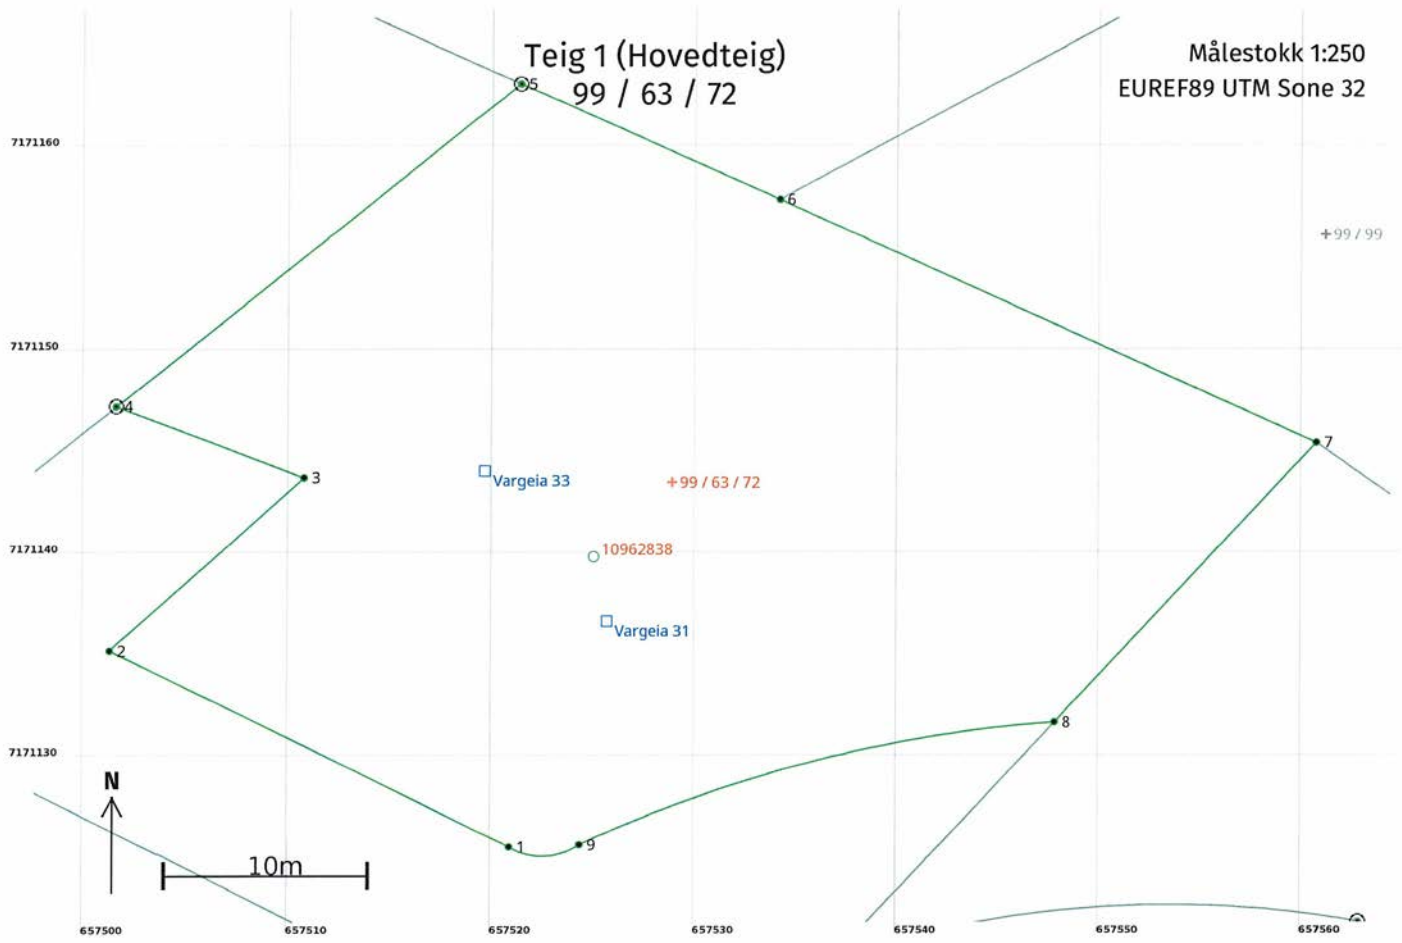 Teig 1 (Hovedteig)
99 / 63 / 72
Målestokk 1:250
EUREF89 UTM Sone 32
5
7171160
6
+99 / 99
7171150
4
7
3
Vargeia 33
+99 / 63 / 72
7171140
10962838
Vargeia 31
2
8
7171130
N
1
9
10m
657500
657510
657520
657530
657540
657550
657560